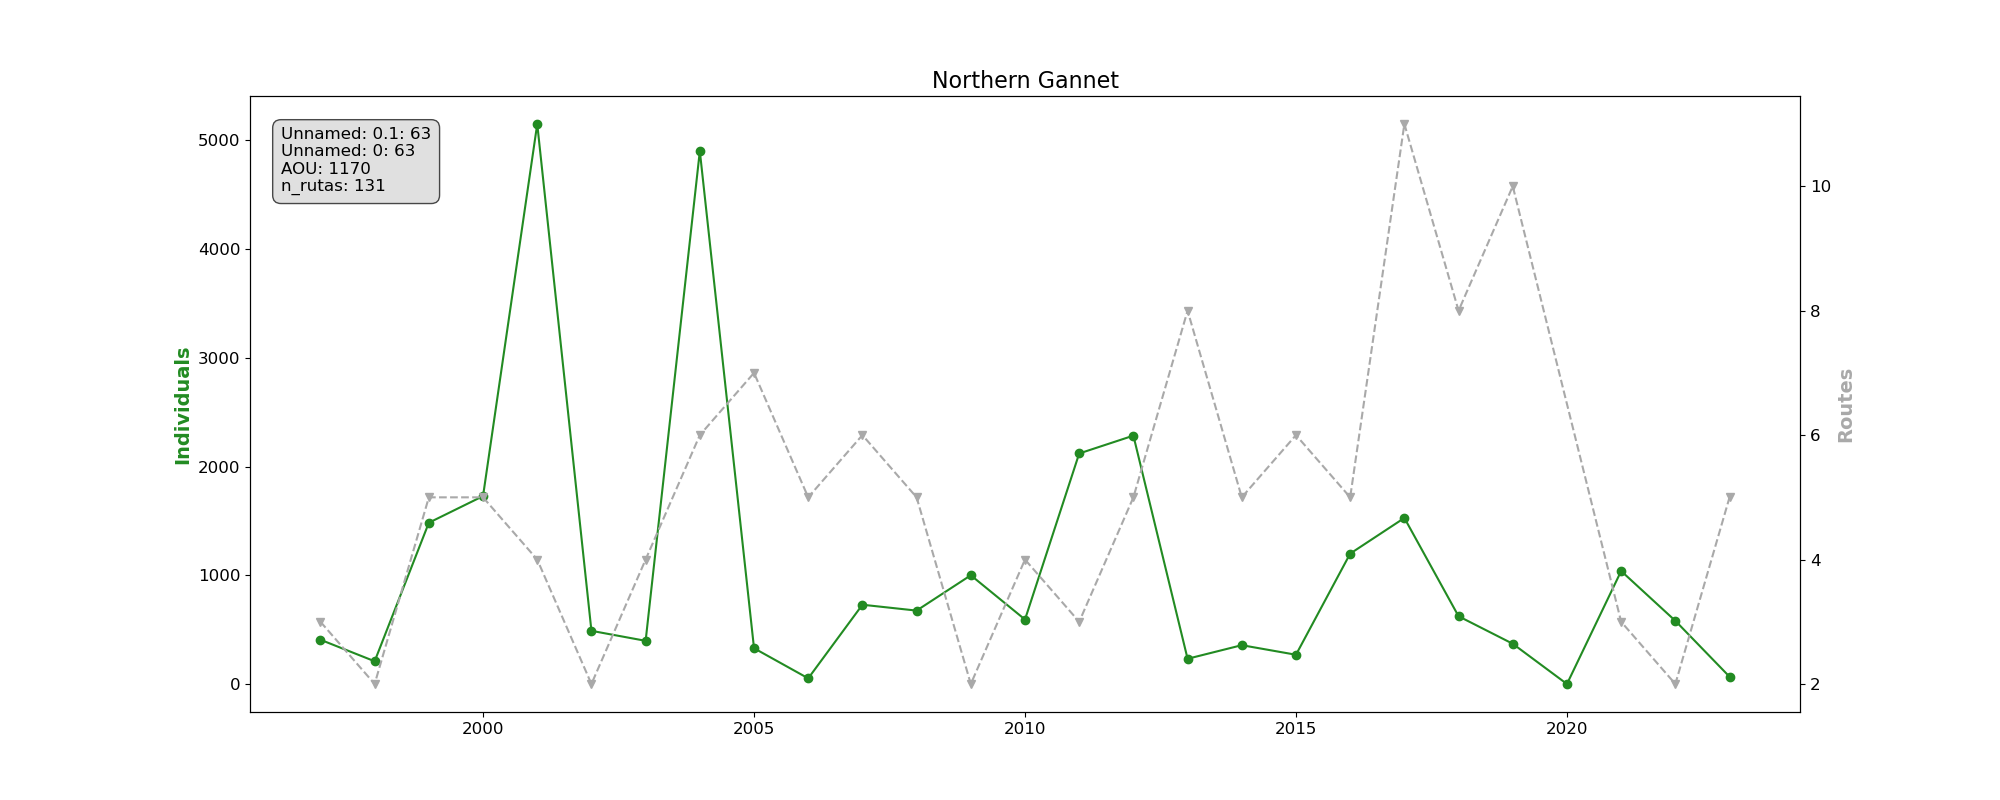 Northern Gannet
Unnamed: 0.1: 63
Unnamed: 0: 63
AOU: 1170
n_rutas: 131
5000
4000
3000
2000
1000
0
Individuals
10
8
6
4
2
Routes
2000
2005
2010
2015
2020